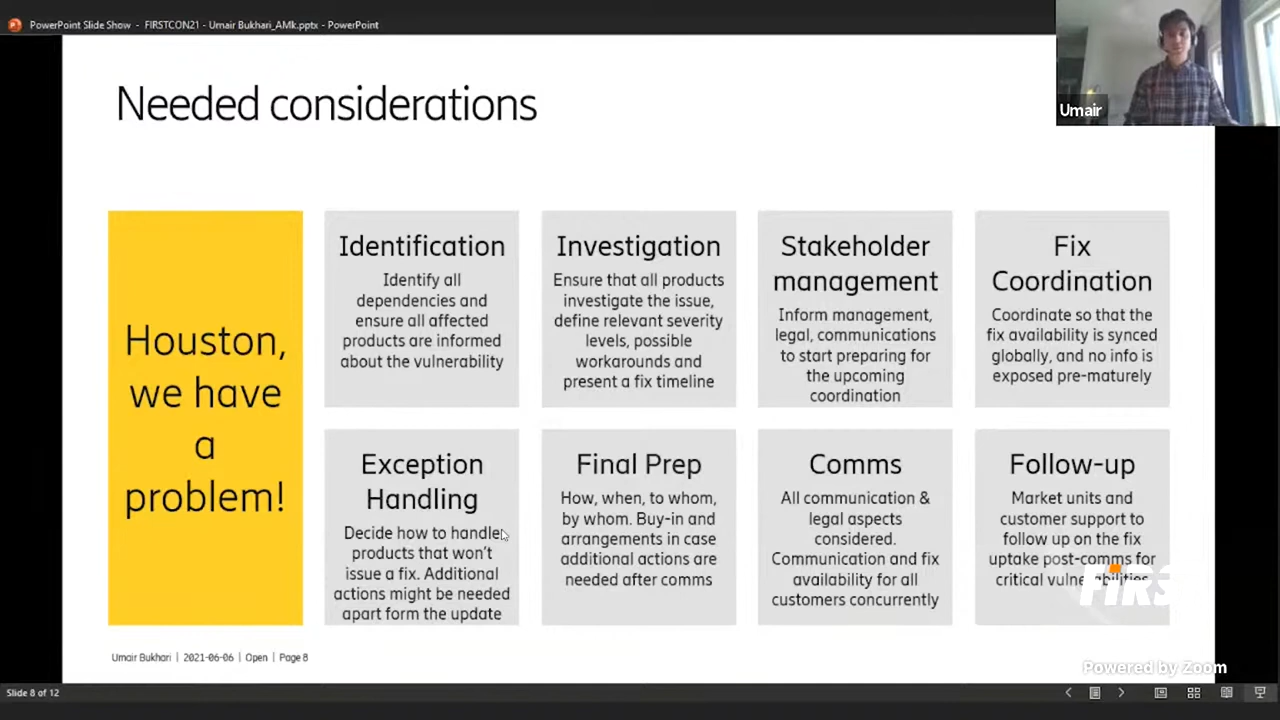 PowerPoint Slide Show - FIRSTCON21 - Umair Bukhari_AMk.pptx - PowerPoint
Umair
Needed considerations
Houston,
we have
a
problem!
Identification
Identify all
dependencies and
ensure all affected
products are informed
about the vulnerability
Investigation
Ensure that all products
investigate the issue,
define relevant severity
levels, possible
workarounds and
present a fix timeline
Stakeholder
management
Inform management,
legal, communications
to start preparing for
the upcoming
coordination
Fix
Coordination
Coordinate so that the
fix availability is synced
globally, and no info is
exposed pre-maturely
Exception
Handling
Decide how to handle
products that won't
issue a fix. Additional
actions might be needed
apart form the update
Final Prep
How, when, to whom,
by whom. Buy-in and
arrangements in case
additional actions are
needed after comms
Comms
All communication &
legal aspects
considered.
Communication and fix
availability for all
customers concurrently
Follow-up
Market units and
customer support to
follow up on the fix
uptake post-comms for
critical vulnerabilities
FIRST
Umair Bukhari | 2021-06-06 | Open | Page 8
Powered by Zoom
Slide 8 of 12